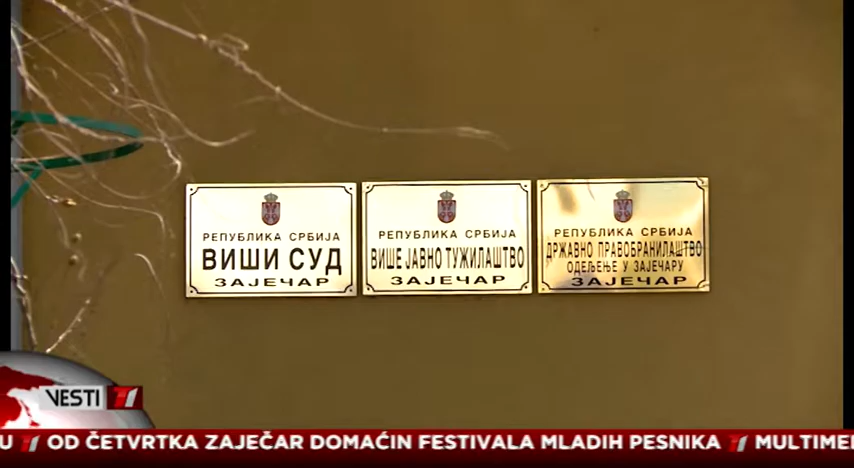 РЕПУБЛИКА СРБИЈА
ВИШИ СУД
ЗАЈЕЧАР
РЕПУБЛИКА СРБИЈА
ВИШЕ ЈАВНО ТУЖИЛАШТВО
ЗАЈЕЧАР
РЕПУБЛИКА СРБИЈА
ДРЖАВНО ПРАВОБРАНИЛАШТВО
ОДЕЉЕЊЕ У ЗАЈЕЧАРУ
ЗАЈЕЧАР
VESTI
OD ČETVRTKA ZAJEČAR DOMAĆIN FESTIVALA MLADIH PESNIKA